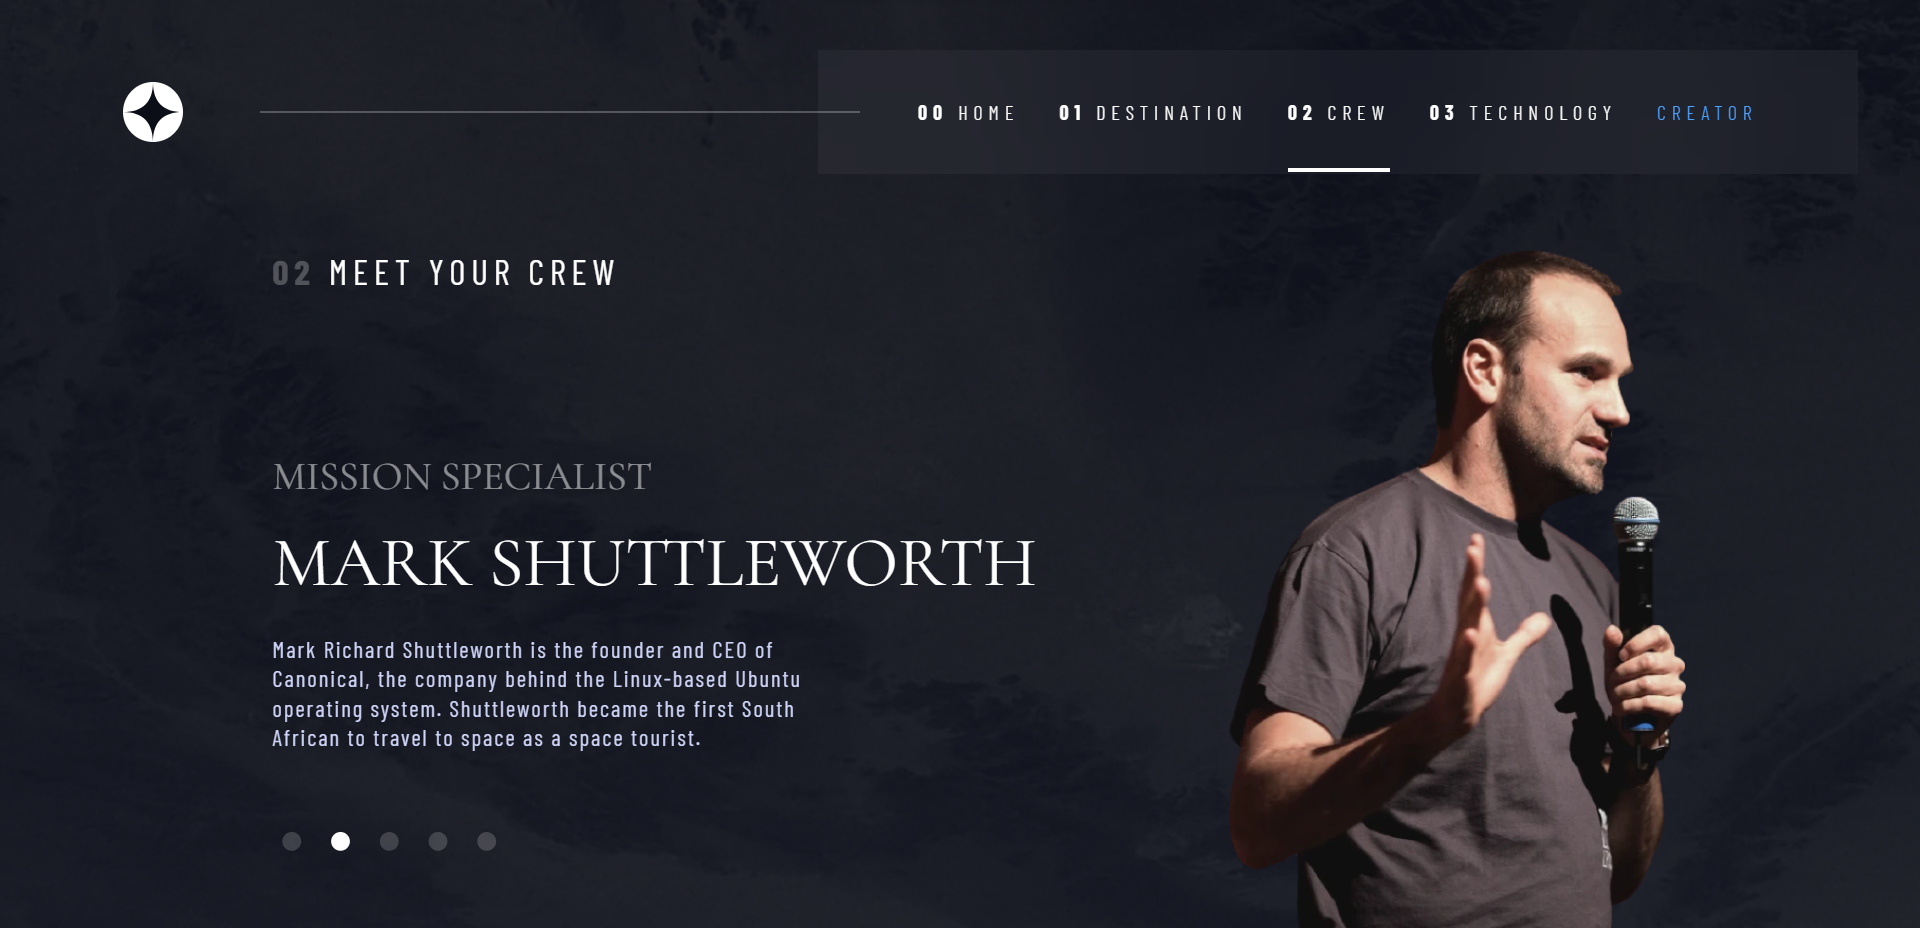 00 HOME 01 DESTINATION 02 CREW 03 TECHNOLOGY CREATOR
02 MEET YOUR CREW
MISSION SPECIALIST
MARK SHUTTLEWORTH
Mark Richard Shuttleworth is the founder and CEO of
Canonical, the company behind the Linux-based Ubuntu
operating system. Shuttleworth became the first South
African to travel to space as a space tourist.